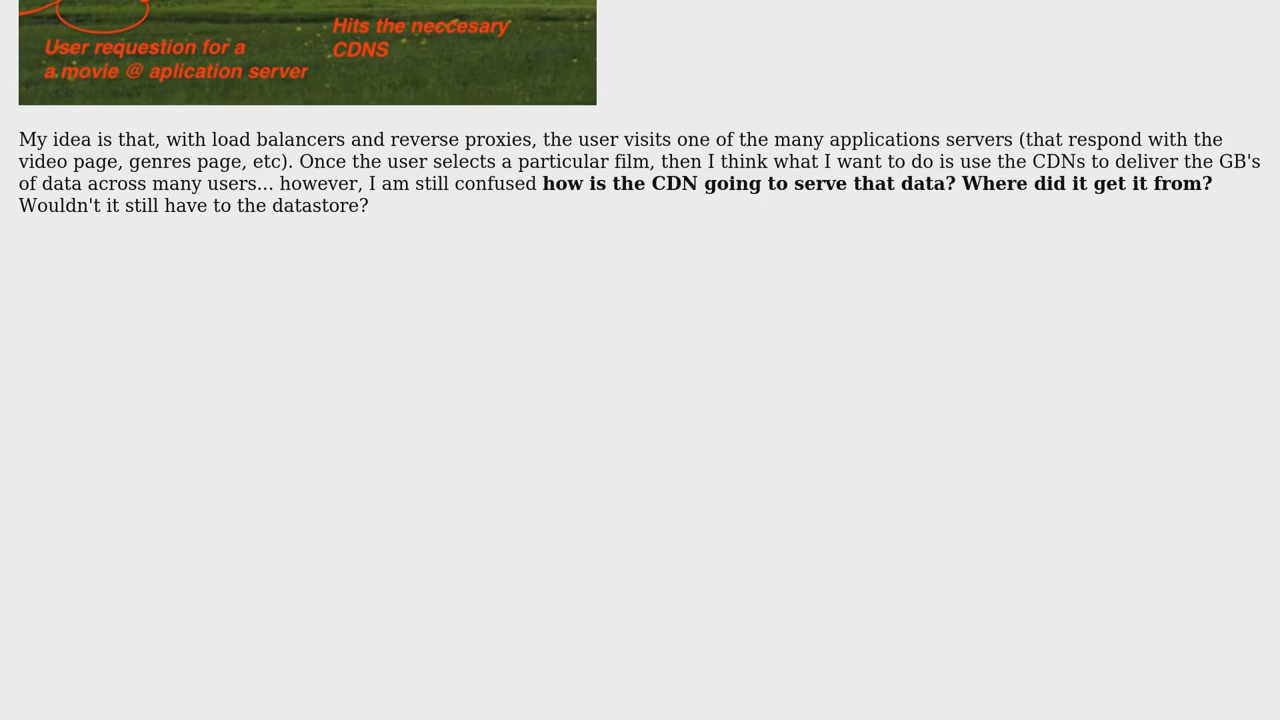 Hits the neccesary
CDNS
User requestion for a
a movie @ aplication server
My idea is that, with load balancers and reverse proxies, the user visits one of the many applications servers (that respond with the
video page, genres page, etc). Once the user selects a particular film, then I think what I want to do is use the CDNs to deliver the GB's
of data across many users... however, I am still confused how is the CDN going to serve that data? Where did it get it from?
Wouldn't it still have to the datastore?